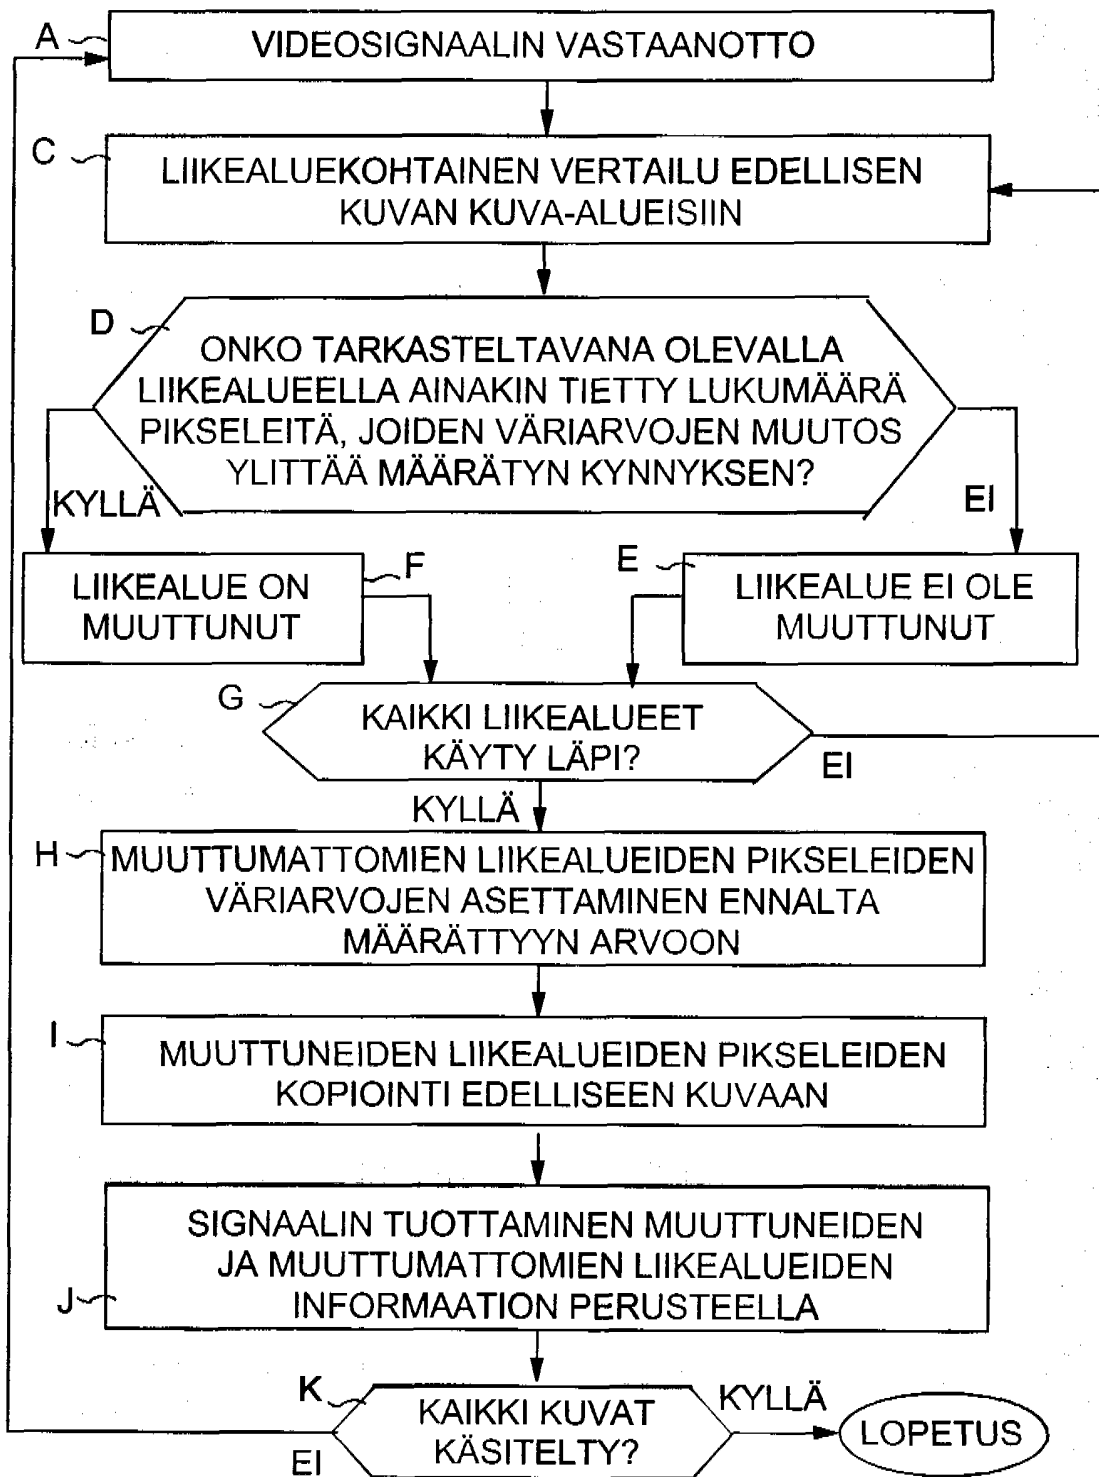 A
VIDEOSIGNAALIN VASTAANOTTO
C
LIIKEALUEKOHTAINEN VERTAILU EDELLISEN
KUVAN KUVA-ALUEISIIN
D
ONKO TARKASTELTAVANA OLEVALLA
LIIKEALUEELLA AINAKIN TIETTY LUKUMÄÄRÄ
PIKSELEITÄ, JOIDEN VÄRIARVOJEN MUUTOS
YLITTÄÄ MÄÄRÄTYN KYNNYKSEN?
KYLLÄ
EI
F
LIIKEALUE ON
MUUTTUNUT
E
LIIKEALUE EI OLE
MUUTTUNUT
G
KAIKKI LIIKEALUEET
KÄYTY LÄPI?
EI
KYLLÄ
H
MUUTTUMATTOMIEN LIIKEALUEIDEN PIKSELEIDEN
VÄRIARVOJEN ASETTAMINEN ENNALTA
MÄÄRÄTTYYN ARVOON
I
MUUTTUNEIDEN LIIKEALUEIDEN PIKSELEIDEN
KOPIOINTI EDELLISEEN KUVAAN
SIGNAALIN TUOTTAMINEN MUUTTUNEIDEN
JA MUUTTUMATTOMIEN LIIKEALUEIDEN
INFORMAATION PERUSTEELLA
J
K
KAIKKI KUVAT
KÄSITELTY?
KYLLÄ
EI
LOPETUS